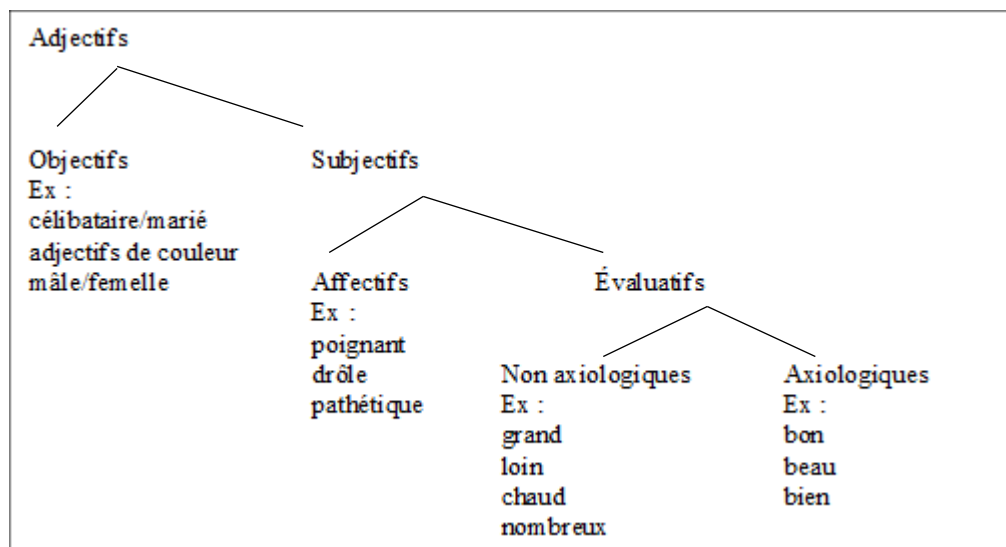 Adjectifs
Objectifs
Ex :
célibataire/marié
adjectifs de couleur
mâle/femelle
Subjectifs
Affectifs
Ex :
poignant
drôle
pathétique
Évaluatifs
Non axiologiques
Ex :
grand
loin
chaud
nombreux
Axiologiques
Ex :
bon
beau
bien